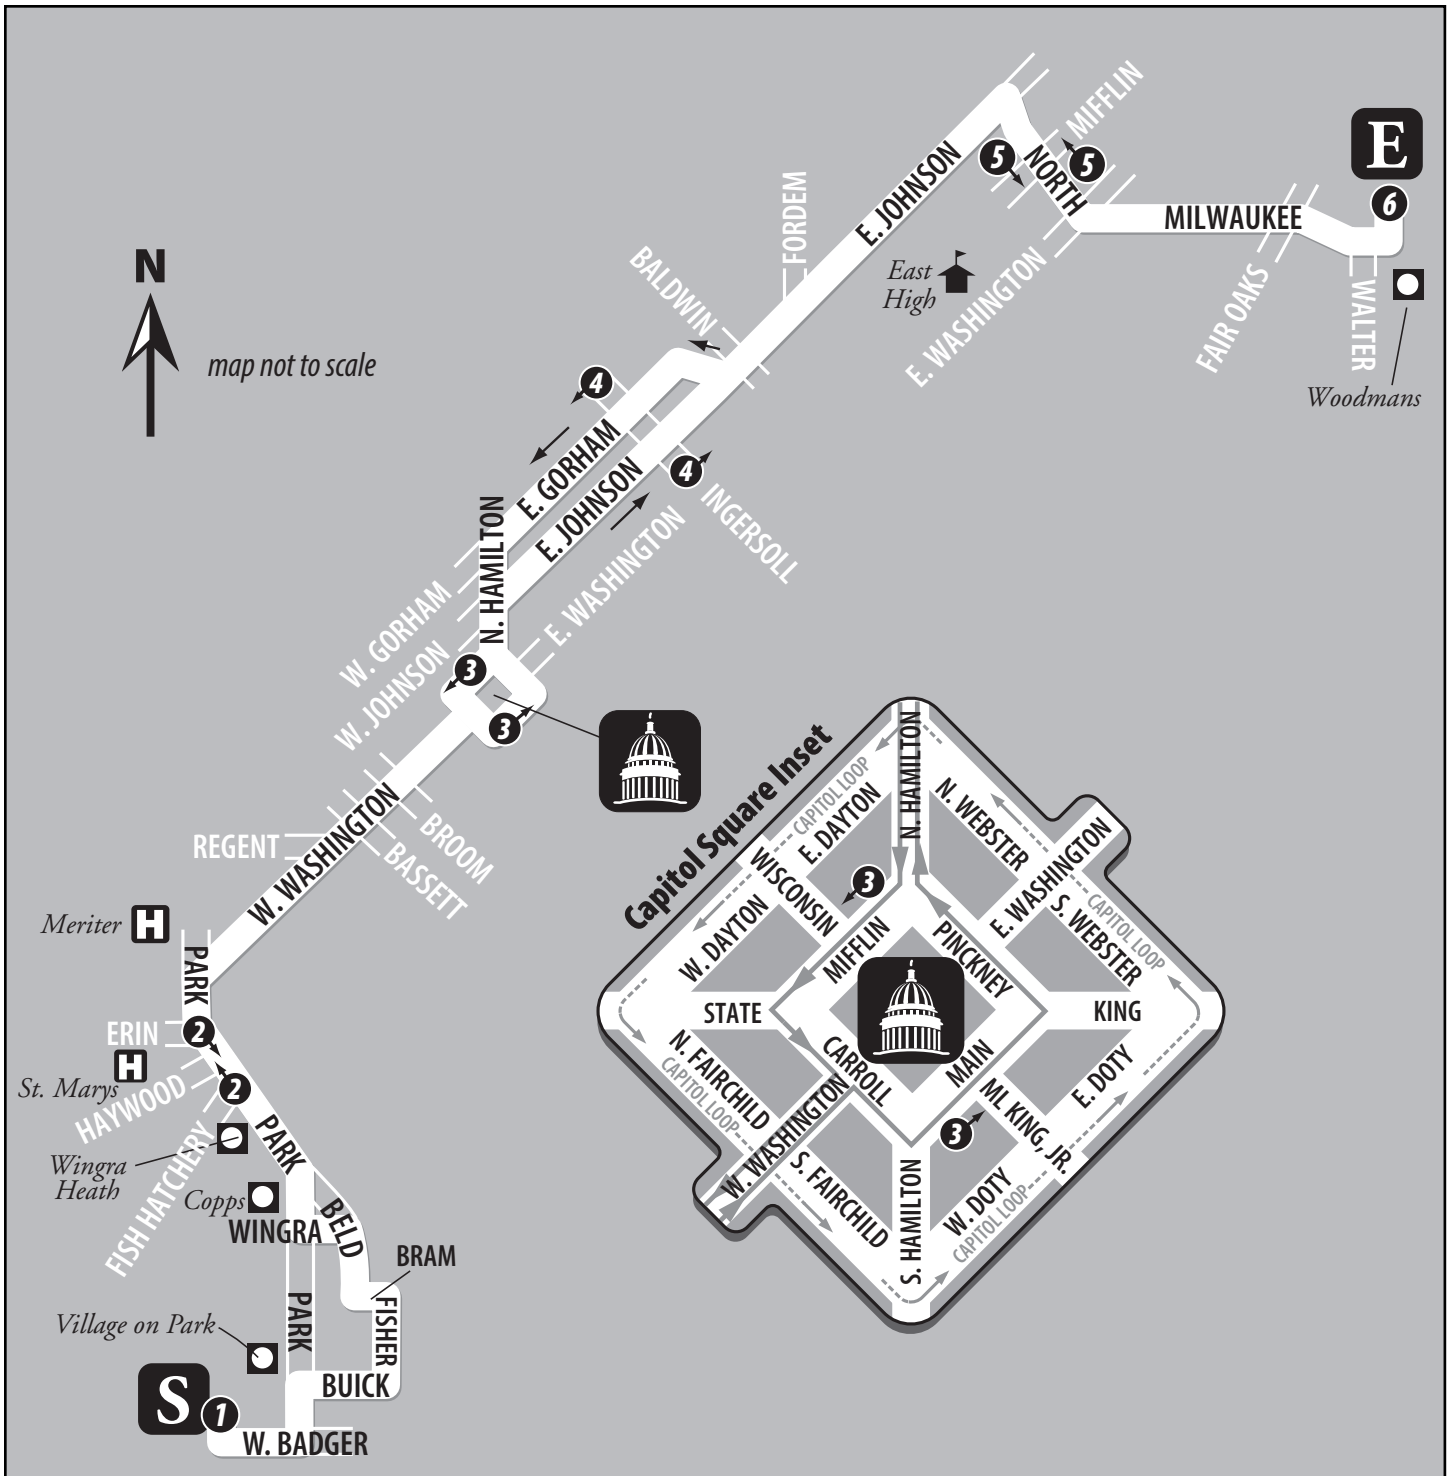 MIFFLIN
E
5
5
NORTH
6
E. JOHNSON
FORDEM
MILWAUKEE
N
BALDWIN
East
High
E. WASHINGTON
FAIR OAKS
WALTER
map not to scale
Woodmans
4
E. GORHAM
E. JOHNSON
4
INGERSOLL
N. HAMILTON
E. WASHINGTON
W. GORHAM
W. JOHNSON
3
3
BROOM
BASSETT
REGENT
W. WASHINGTON
Meriter
H
PARK
ERIN
2
H
St. Marys
HAYWOOD
2
FISH HATCHERY
PARK
Wingra
Heath
Copps
WINGRA
BELD
BRAM
PARK
FISHER
Village on Park
S
1
BUICK
W. BADGER
Capitol Square Inset
N. HAMILTON
CAPITOL LOOP
E. DAYTON
N. WEBSTER
E. WASHINGTON
WISCONSIN
3
W. DAYTON
MIFFLIN
PINCKNEY
S. WEBSTER
CAPITOL LOOP
STATE
KING
N. FAIRCHILD
CAPITOL LOOP
CARROLL
MAIN
E. DOTY
ML KING, JR.
3
W. WASHINGTON
S. FAIRCHILD
S. HAMILTON
W. DOTY
CAPITOL LOOP